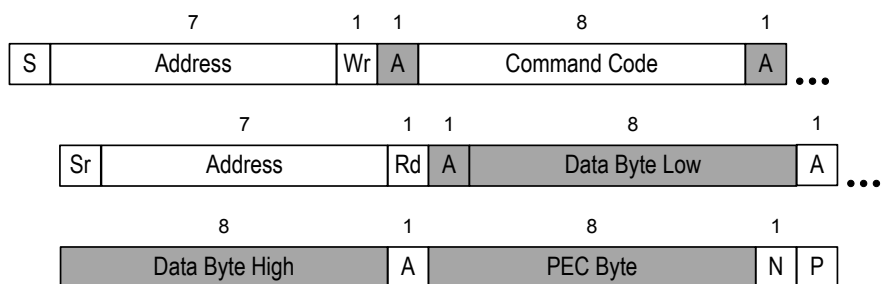 7 1 1 8 1
S Address Wr A Command Code A ...
7 1 1 8 1
Sr Address Rd A Data Byte Low A ...
8 1 8 1
Data Byte High A PEC Byte N P